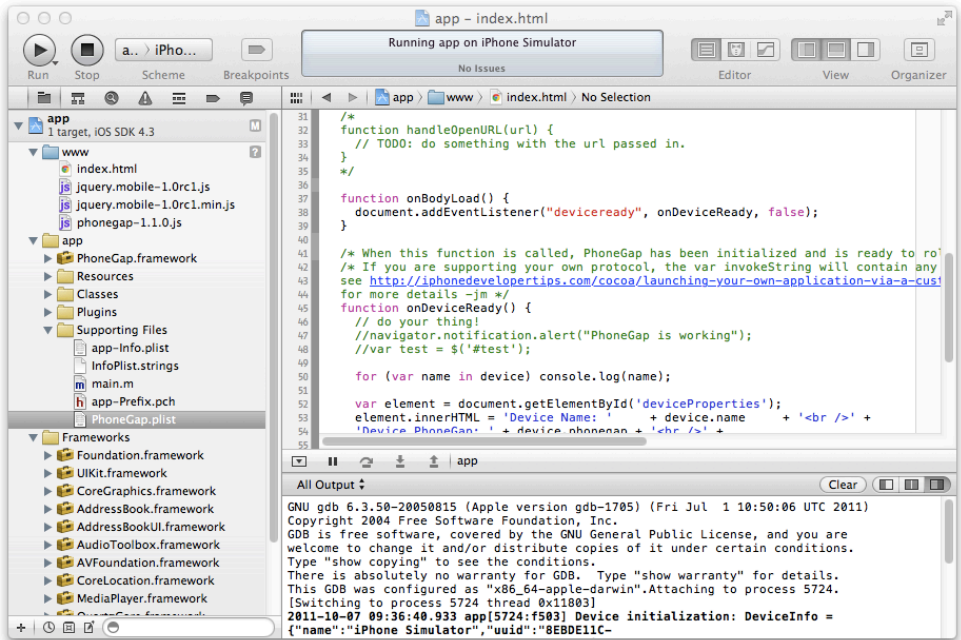 app – index.html
Run
Stop
a.. 〉 iPho...
Scheme
Breakpoints
Running app on iPhone Simulator
No Issues
Editor
View
Organizer
app
1 target, iOS SDK 4.3
M
www
?
index.html
js jquery.mobile-1.0rc1.js
js jquery.mobile-1.0rc1.min.js
js phonegap-1.1.0.js
app
PhoneGap.framework
Resources
Classes
Plugins
Supporting Files
app-Info.plist
InfoPlist.strings
m main.m
h app-Prefix.pch
PhoneGap.plist
Frameworks
Foundation.framework
UIKit.framework
CoreGraphics.framework
AddressBook.framework
AddressBookUI.framework
AudioToolbox.framework
AVFoundation.framework
CoreLocation.framework
MediaPlayer.framework
app 〉 www 〉 index.html 〉 No Selection
31 /*
32 function handleOpenURL(url) {
33 // TODO: do something with the url passed in.
34 }
35 */
36
37 function onBodyLoad() {
38 document.addEventListener("deviceready", onDeviceReady, false);
39 }
40
41 /* When this function is called, PhoneGap has been initialized and is ready to rol
42 /* If you are supporting your own protocol, the var invokeString will contain any
43 see http://iphonedevelopertips.com/cocoa/launching-your-own-application-via-a-cust
44 for more details -jm */
45 function onDeviceReady() {
46 // do your thing!
47 //navigator.notification.alert("PhoneGap is working");
48 //var test = $('#test');
49
50 for (var name in device) console.log(name);
51
52 var element = document.getElementById('deviceProperties');
53 element.innerHTML = 'Device Name: ' + device.name + '<br />' +
54 'Device PhoneGap: ' + device.phonegap + '<br />' +
55
app
All Output
Clear
GNU gdb 6.3.50-20050815 (Apple version gdb-1705) (Fri Jul  1 10:50:06 UTC 2011)
Copyright 2004 Free Software Foundation, Inc.
GDB is free software, covered by the GNU General Public License, and you are
welcome to change it and/or distribute copies of it under certain conditions.
Type "show copying" to see the conditions.
There is absolutely no warranty for GDB.  Type "show warranty" for details.
This GDB was configured as "x86_64-apple-darwin".Attaching to process 5724.
[Switching to process 5724 thread 0x11803]
2011-10-07 09:36:40.933 app[5724:f503] Device initialization: DeviceInfo =
{"name":"iPhone Simulator","uuid":"8EBDE11C-